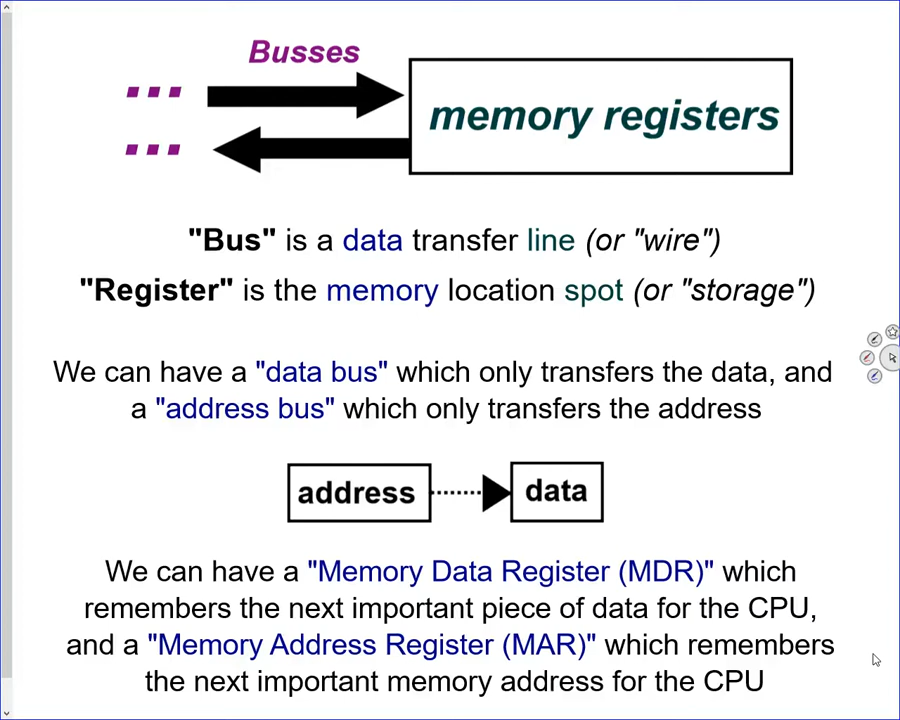 Busses
...
memory registers
...
"Bus" is a data transfer line (or "wire")
"Register" is the memory location spot (or "storage")
We can have a "data bus" which only transfers the data, and
a "address bus" which only transfers the address
address
data
We can have a "Memory Data Register (MDR)" which
remembers the next important piece of data for the CPU,
and a "Memory Address Register (MAR)" which remembers
the next important memory address for the CPU